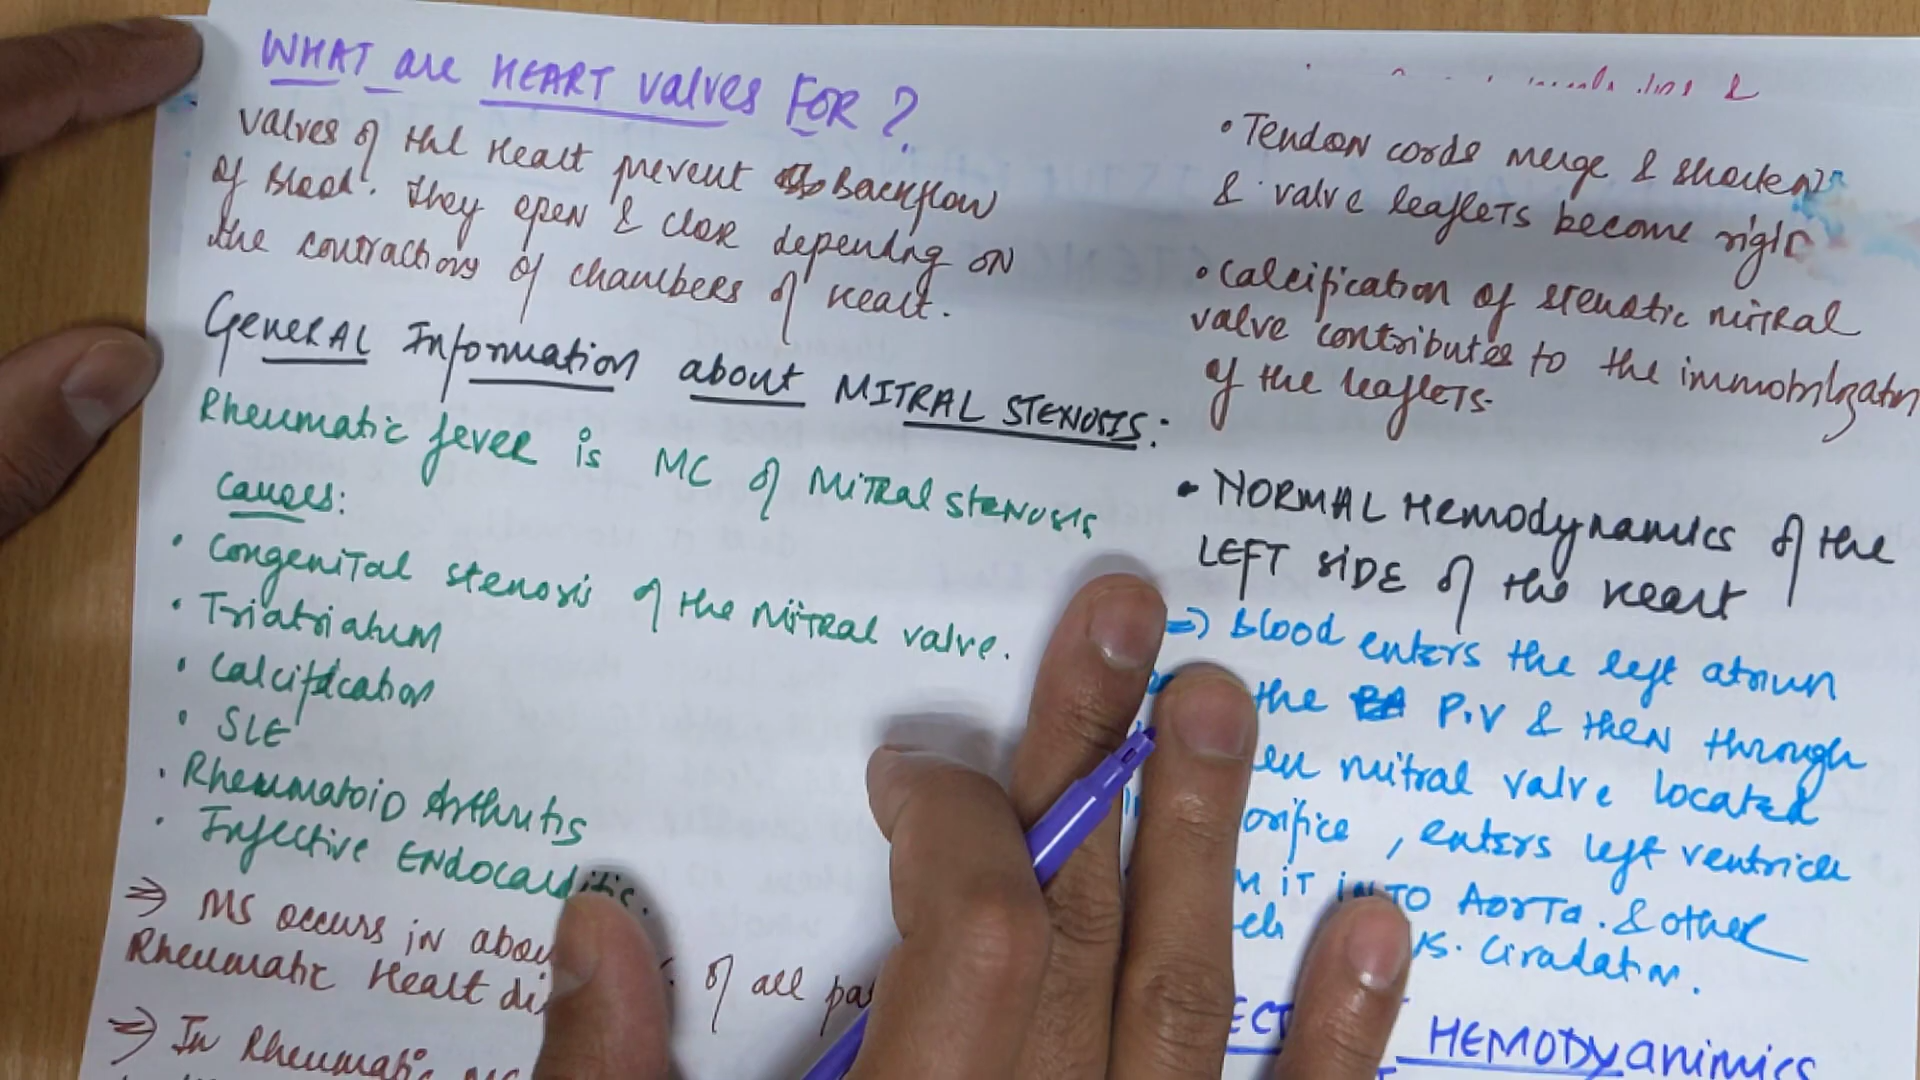 WHAT are HEART valves FOR ?
valves of the Heart prevent Backflow
of Blood. They open & close depending on
the contractions of chambers of Heart.
General Information about MITRAL STENOSIS:
Rheumatic fever is MC of Mitral stenosis
Causes:
• Congenital stenosis of the Mitral valve.
• Triatriatum
• Calcification
• SLE
• Rheumatoid Arthritis
• Infective Endocarditis.
⇒ MS occurs in about of all
Rheumatic Heart
⇒ In Rheumatic
&
• Tendon cords merge & shorten
& valve leaflets become rigid
• Calcification of stenotic mitral
valve contributes to the immobilization
of the leaflets.
• NORMAL Hemodynamics of the
LEFT SIDE of the Heart
⇒ Blood enters the left atrium
the P.V & then through
mitral valve located
orifice, enters left ventricle
it into Aorta. & other
Circulation.
HEMODYanimics